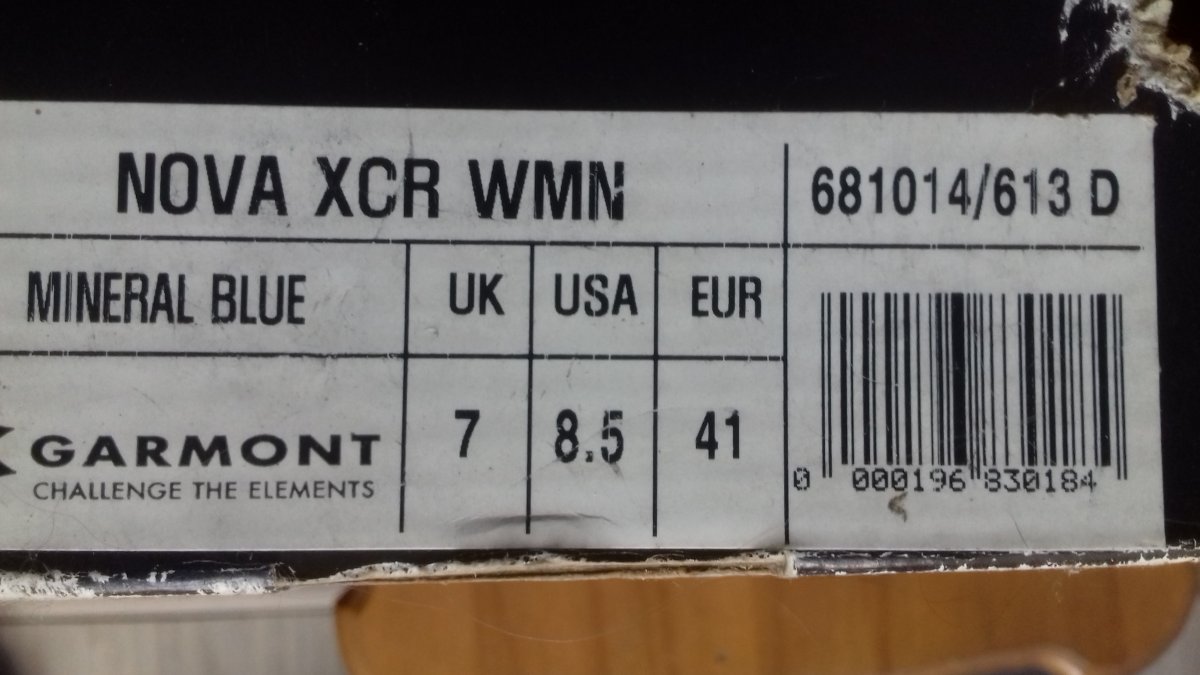 NOVA XCR WMN
681014/613 D
MINERAL BLUE
UK
USA
EUR
7
8.5
41
GARMONT
CHALLENGE THE ELEMENTS
0 000196 830184